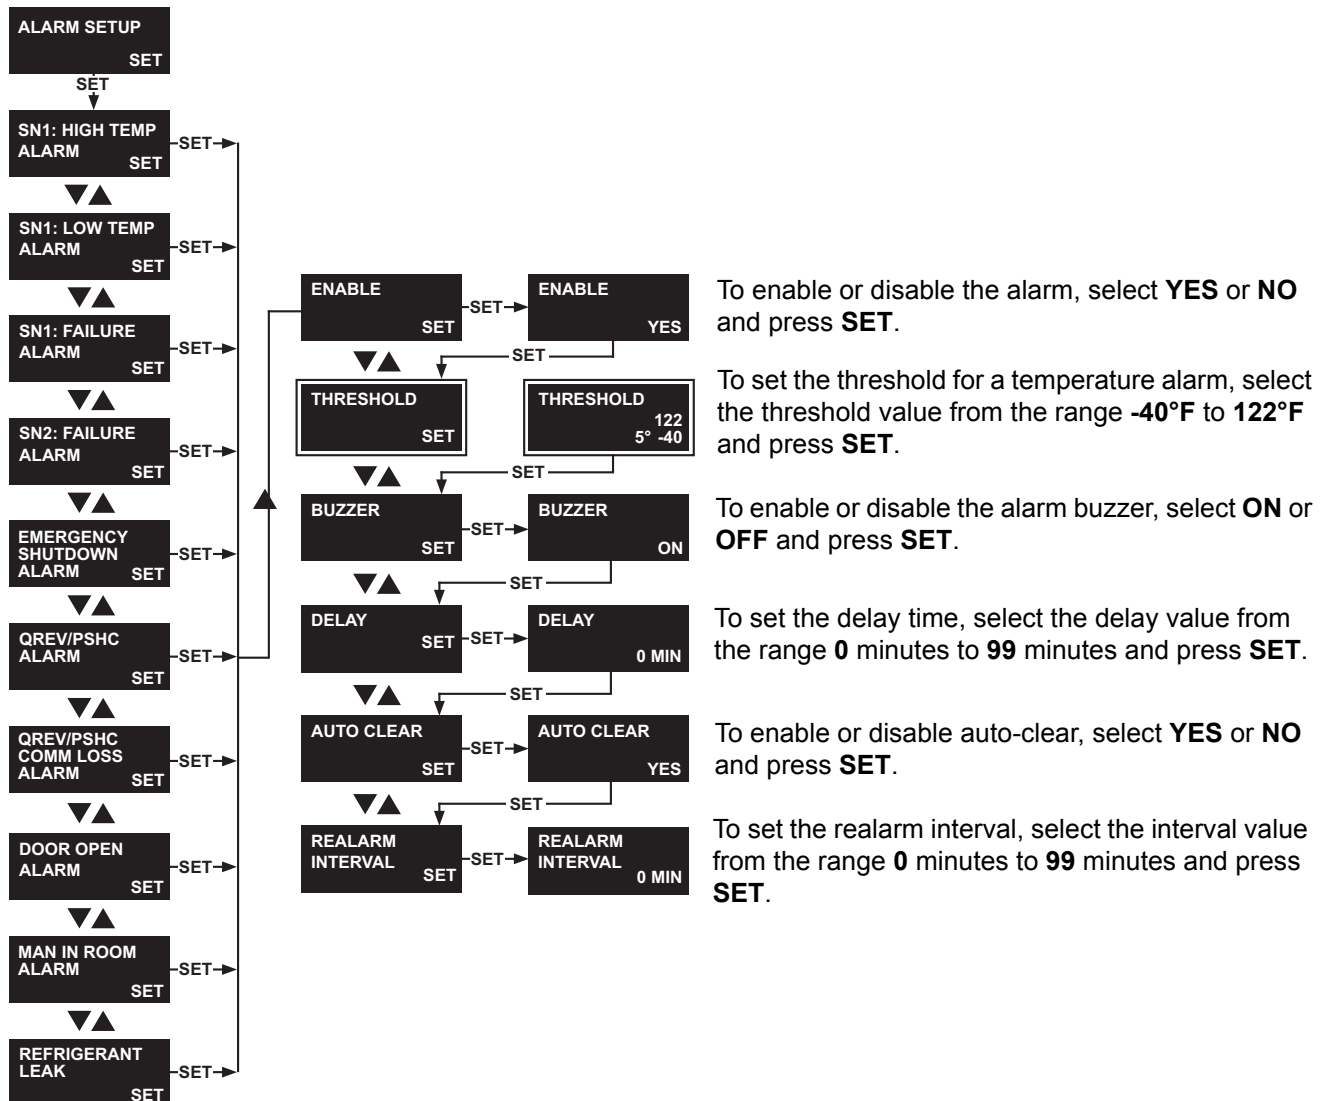 ALARM SETUP
SET
SET
SN1: HIGH TEMP
ALARM
SET
SET
SN1: LOW TEMP
ALARM
SET
SET
SN1: FAILURE
ALARM
SET
SET
SN2: FAILURE
ALARM
SET
SET
EMERGENCY
SHUTDOWN
ALARM SET
SET
QREV/PSHC
ALARM
SET
SET
QREV/PSHC
COMM LOSS
ALARM SET
SET
DOOR OPEN
ALARM
SET
SET
MAN IN ROOM
ALARM
SET
SET
REFRIGERANT
LEAK
SET
SET
ENABLE
SET
SET
ENABLE
YES
SET
To enable or disable the alarm, select YES or NO
and press SET.
THRESHOLD
SET
THRESHOLD
122
5° -40
SET
To set the threshold for a temperature alarm, select
the threshold value from the range -40°F to 122°F
and press SET.
BUZZER
SET
SET
BUZZER
ON
SET
To enable or disable the alarm buzzer, select ON or
OFF and press SET.
DELAY
SET
SET
DELAY
0 MIN
SET
To set the delay time, select the delay value from
the range 0 minutes to 99 minutes and press SET.
AUTO CLEAR
SET
SET
AUTO CLEAR
YES
SET
To enable or disable auto-clear, select YES or NO
and press SET.
REALARM
INTERVAL
SET
SET
REALARM
INTERVAL
0 MIN
To set the realarm interval, select the interval value
from the range 0 minutes to 99 minutes and press
SET.